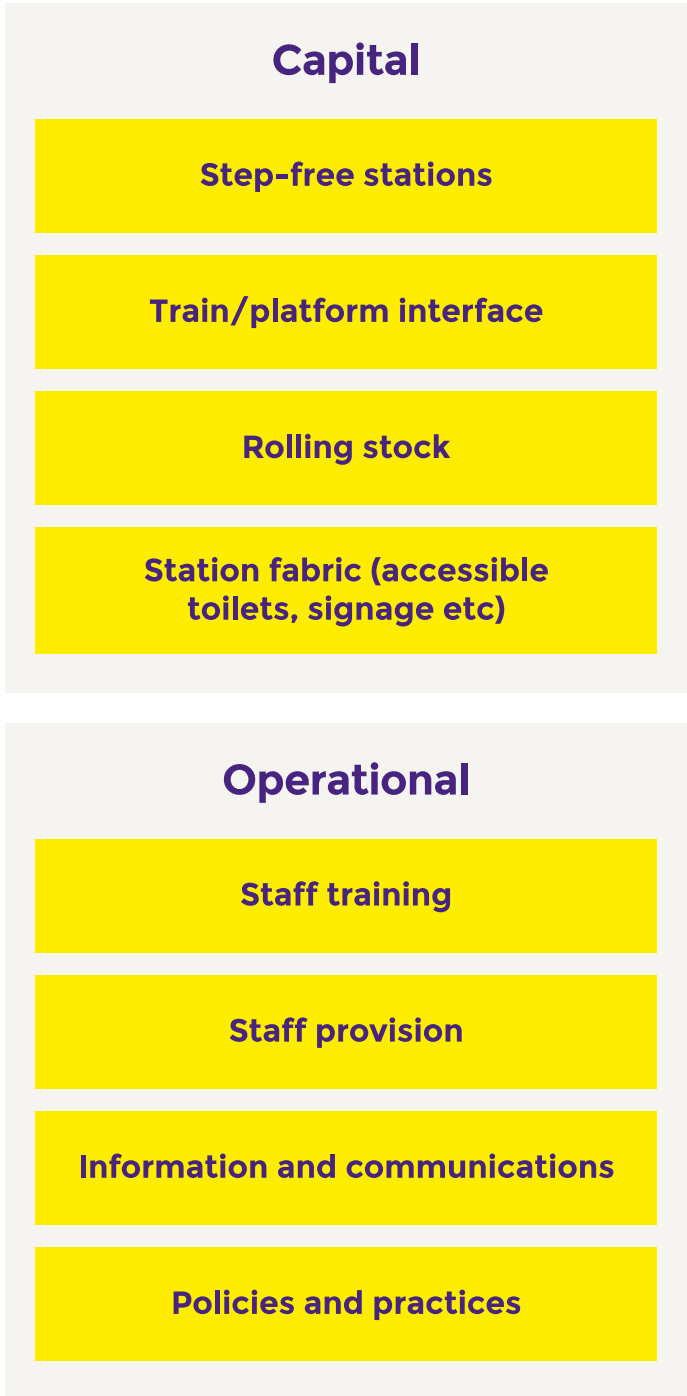 Capital
Step-free stations
Train/platform interface
Rolling stock
Station fabric (accessible
toilets, signage etc)
Operational
Staff training
Staff provision
Information and communications
Policies and practices